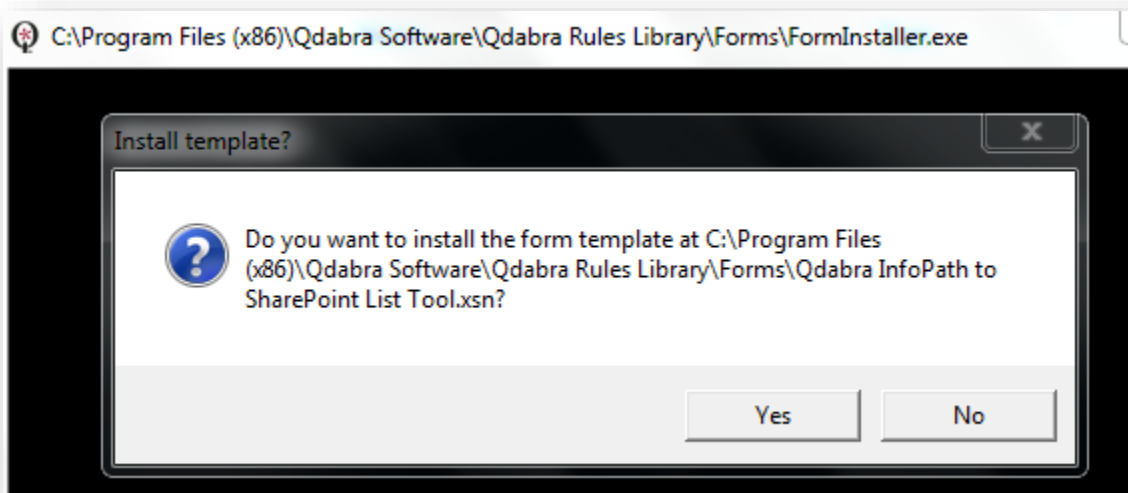 C:\Program Files (x86)\Qdabra Software\Qdabra Rules Library\Forms\FormInstaller.exe
Install template?
Do you want to install the form template at C:\Program Files
(x86)\Qdabra Software\Qdabra Rules Library\Forms\Qdabra InfoPath to
SharePoint List Tool.xsn?
Yes No